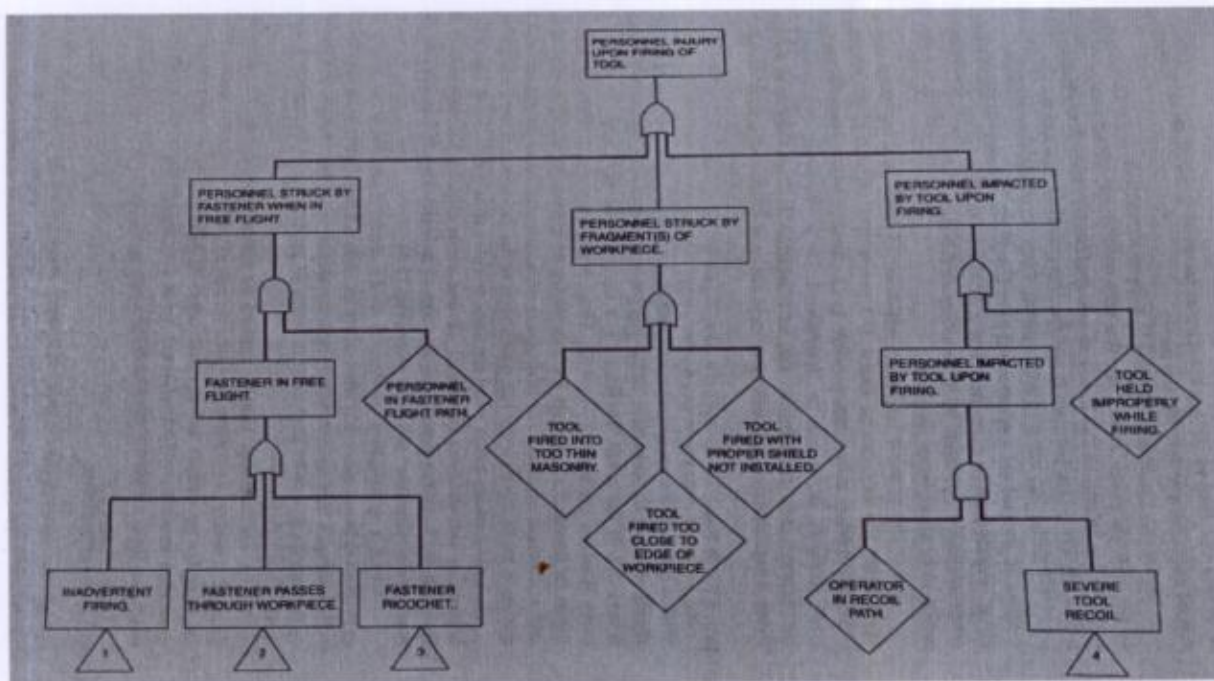 PERSONNEL INJURY
UPON FIRING OF
TOOL
PERSONNEL STRUCK BY
FASTENER WHEN IN
FREE FLIGHT
PERSONNEL STRUCK BY
FRAGMENT(S) OF
WORKPIECE.
PERSONNEL IMPACTED
BY TOOL UPON
FIRING.
FASTENER IN FREE
FLIGHT.
PERSONNEL
IN FASTENER
FLIGHT PATH.
TOOL
FIRED INTO
TOO THIN
MASONRY.
TOOL
FIRED TOO
CLOSE TO
EDGE OF
WORKPIECE.
TOOL
FIRED WITH
PROPER SHIELD
NOT INSTALLED.
PERSONNEL IMPACTED
BY TOOL UPON
FIRING.
TOOL
HELD
IMPROPERLY
WHILE
FIRING.
INADVERTENT
FIRING.
FASTENER PASSES
THROUGH WORKPIECE.
FASTENER
RICOCHET.
OPERATOR
IN RECOIL
PATH.
SEVERE
TOOL
RECOIL.
1
2
3
4